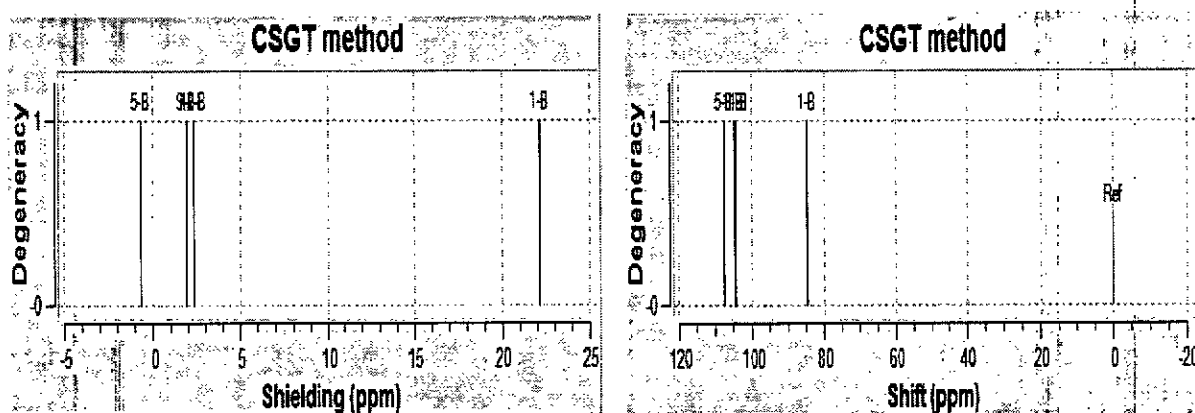 CSGT method
5-B 1-B
Degeracy
1
0
-5 0 5 10 15 20 25
Shielding (ppm)
CSGT method
5-B 1-B
Ref
Degeneracy
1
0
120 100 80 60 40 20 0 -20
Shift (ppm)